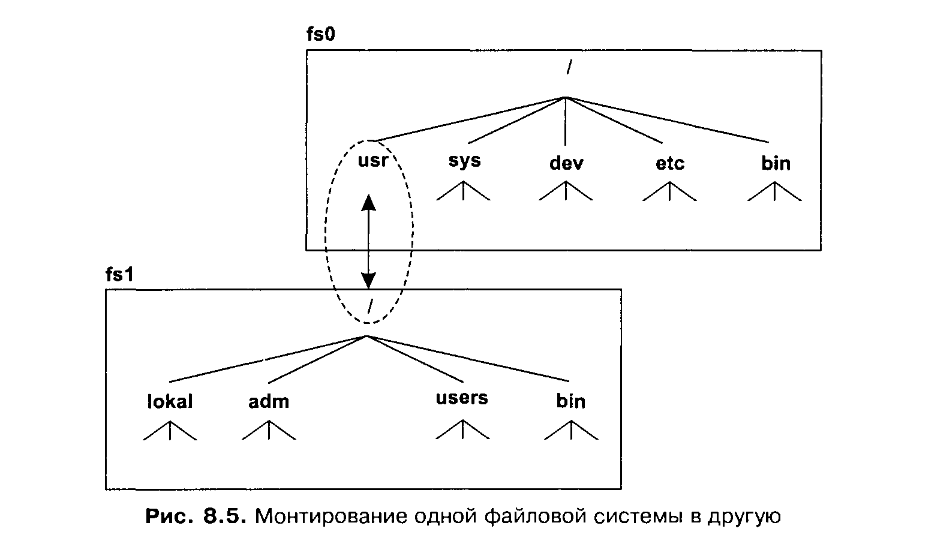 fs0
/
usr sys dev etc bin
fs1
/
lokal adm users bin
Рис. 8.5. Монтирование одной файловой системы в другую